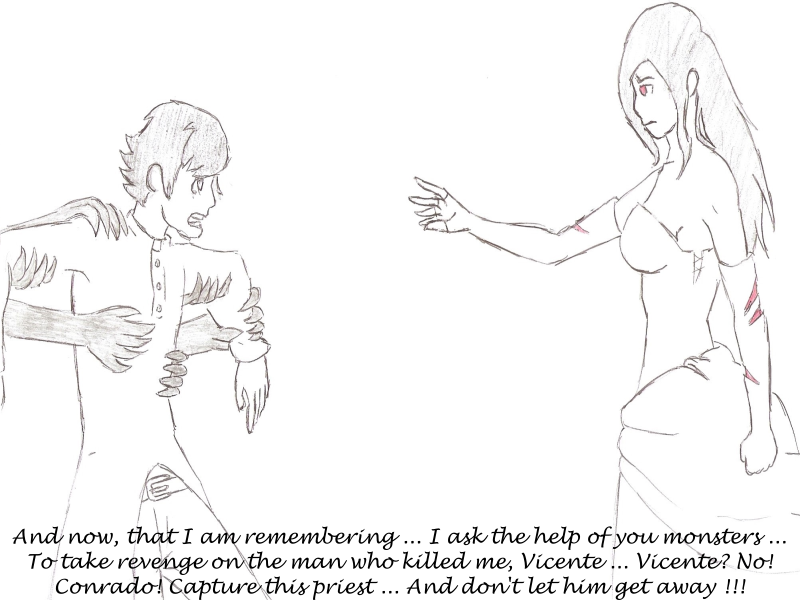 And now, that I am remembering ... I ask the help of you monsters ...
To take revenge on the man who killed me, Vicente ... Vicente? No!
Conrado! Capture this priest ... And don't let him get away !!!